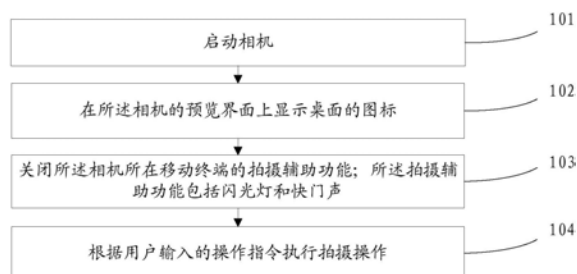 启动相机
101
在所述相机的预览界面上显示桌面的图标
102
关闭所述相机所在移动终端的拍摄辅助功能；所述拍摄辅
助功能包括闪光灯和快门声
103
根据用户输入的操作指令执行拍摄操作
104